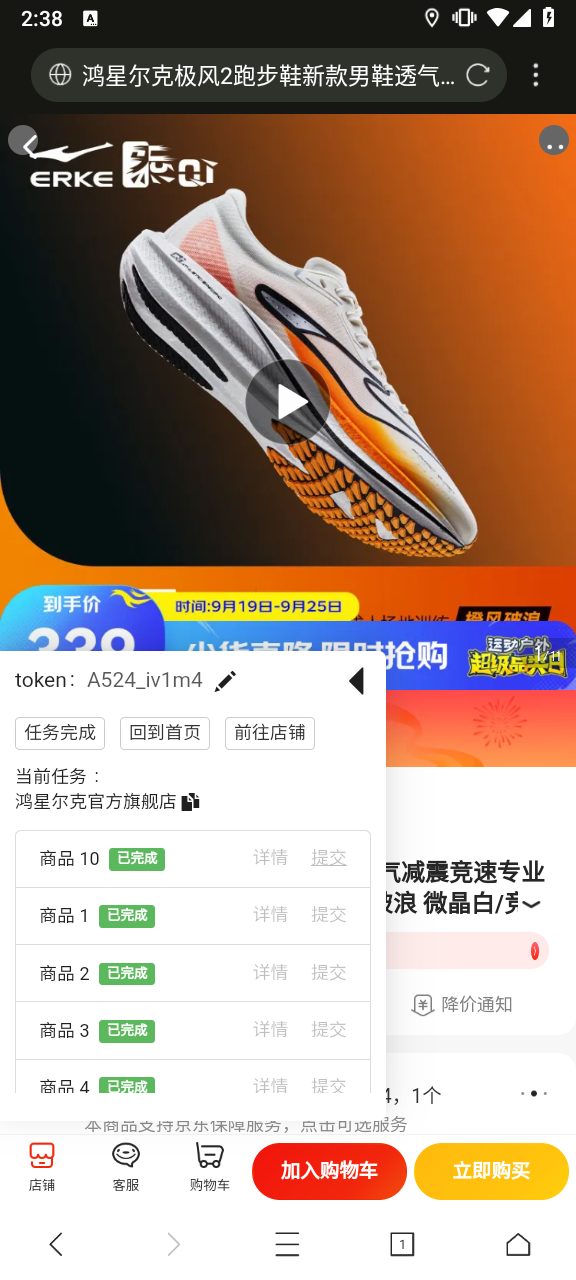 2:38
鸿星尔克极风2跑步鞋新款男鞋透气...
ERKE
到手价
时间:9月19日-9月25日
橙风破浪
339
限时抢购
运动户外
超级品类日
1/11
token: A524_iv1m4
任务完成 回到首页 前往店铺
当前任务：
鸿星尔克官方旗舰店
商品 10 已完成 详情 提交
气减震竞速专业
商品 1 已完成 详情 提交
浪 微晶白/竞
商品 2 已完成 详情 提交
降价通知
商品 3 已完成 详情 提交
商品 4 已完成 详情 提交
4，1个
本商品支持京东保障服务，点击可选服务
店铺 客服 购物车 加入购物车 立即购买
1